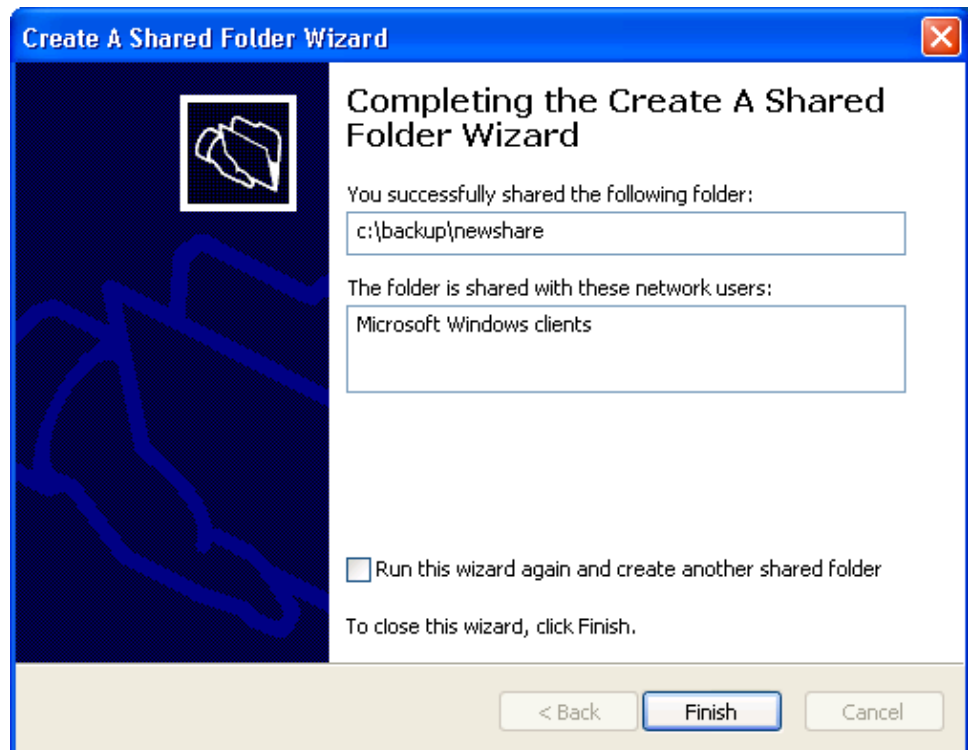 Create A Shared Folder Wizard
Completing the Create A Shared
Folder Wizard
You successfully shared the following folder:
c:\backup\newshare
The folder is shared with these network users:
Microsoft Windows clients
Run this wizard again and create another shared folder
To close this wizard, click Finish.
< Back
Finish
Cancel